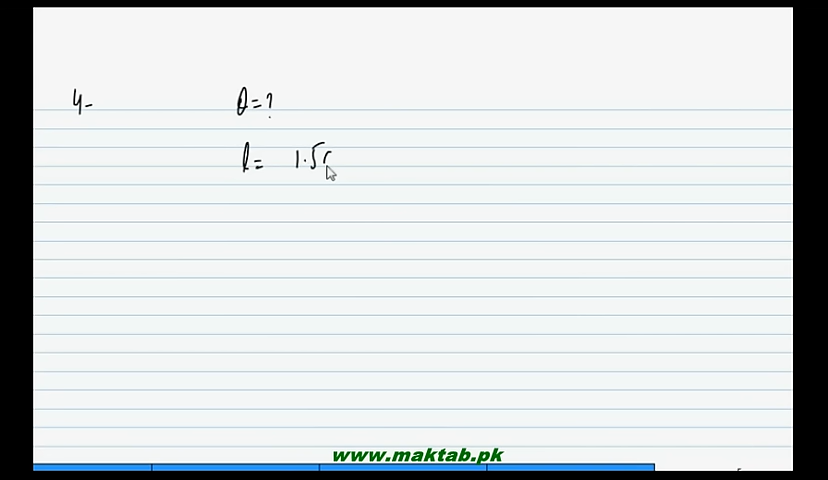 4- θ = ?
l = 1.5r
www.maktab.pk